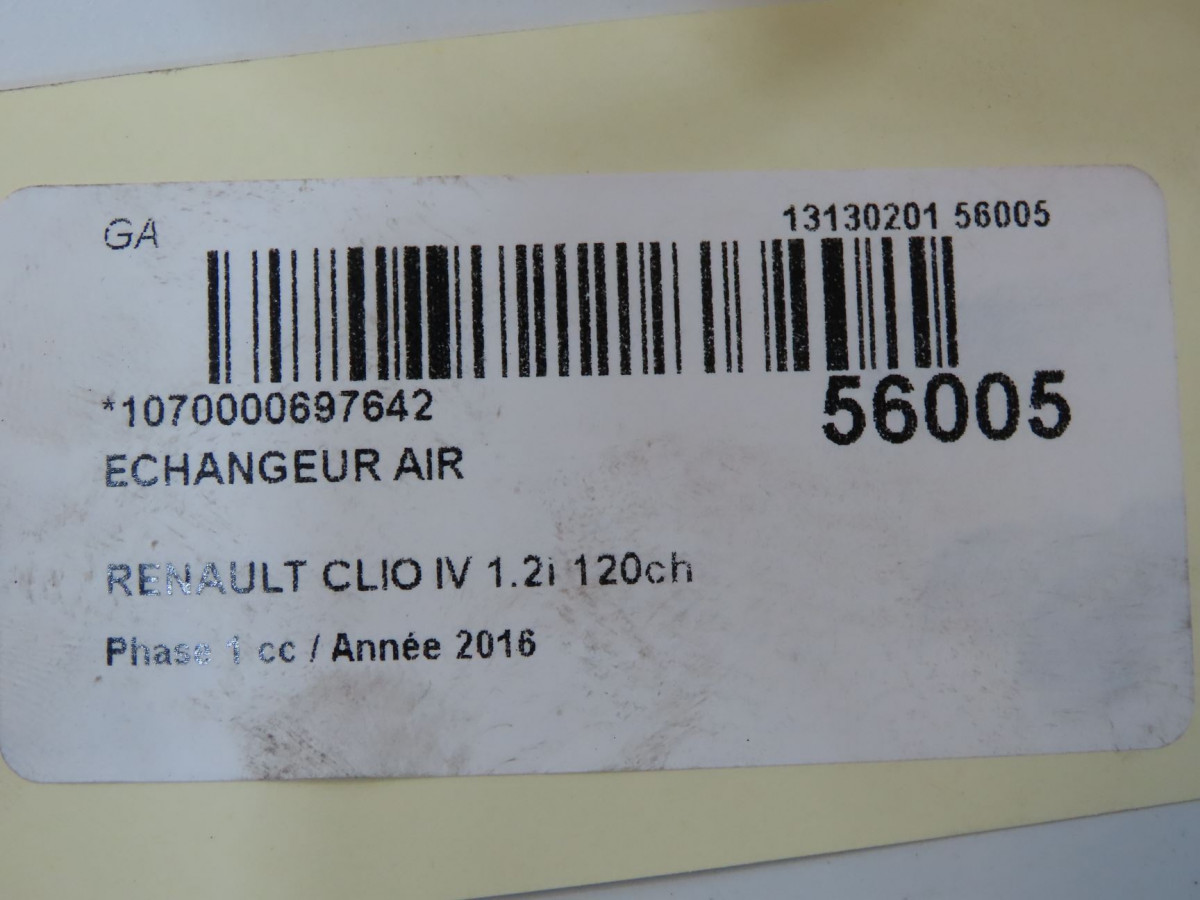 GA
13130201 56005
*1070000697642
56005
ECHANGEUR AIR
RENAULT CLIO IV 1.2i 120ch
Phase 1 cc / Année 2016